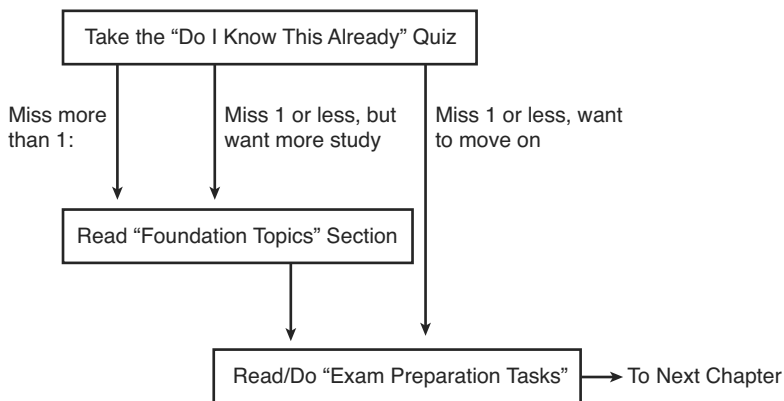 Take the “Do I Know This Already” Quiz
Miss more
than 1:
Miss 1 or less, but
want more study
Miss 1 or less, want
to move on
Read “Foundation Topics” Section
Read/Do “Exam Preparation Tasks”
To Next Chapter